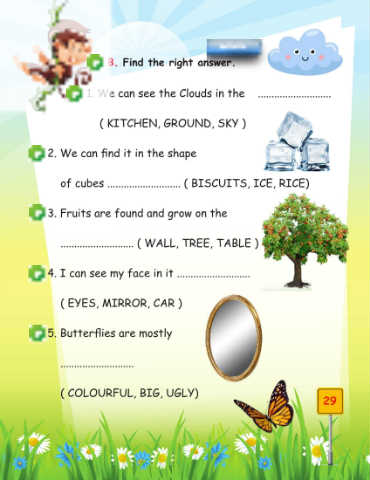 3. Find the right answer.
1. We can see the Clouds in the ...........................
( KITCHEN, GROUND, SKY )
2. We can find it in the shape
of cubes ........................... ( BISCUITS, ICE, RICE)
3. Fruits are found and grow on the
........................... ( WALL, TREE, TABLE )
4. I can see my face in it ...........................
( EYES, MIRROR, CAR )
5. Butterflies are mostly
...........................
( COLOURFUL, BIG, UGLY)
29